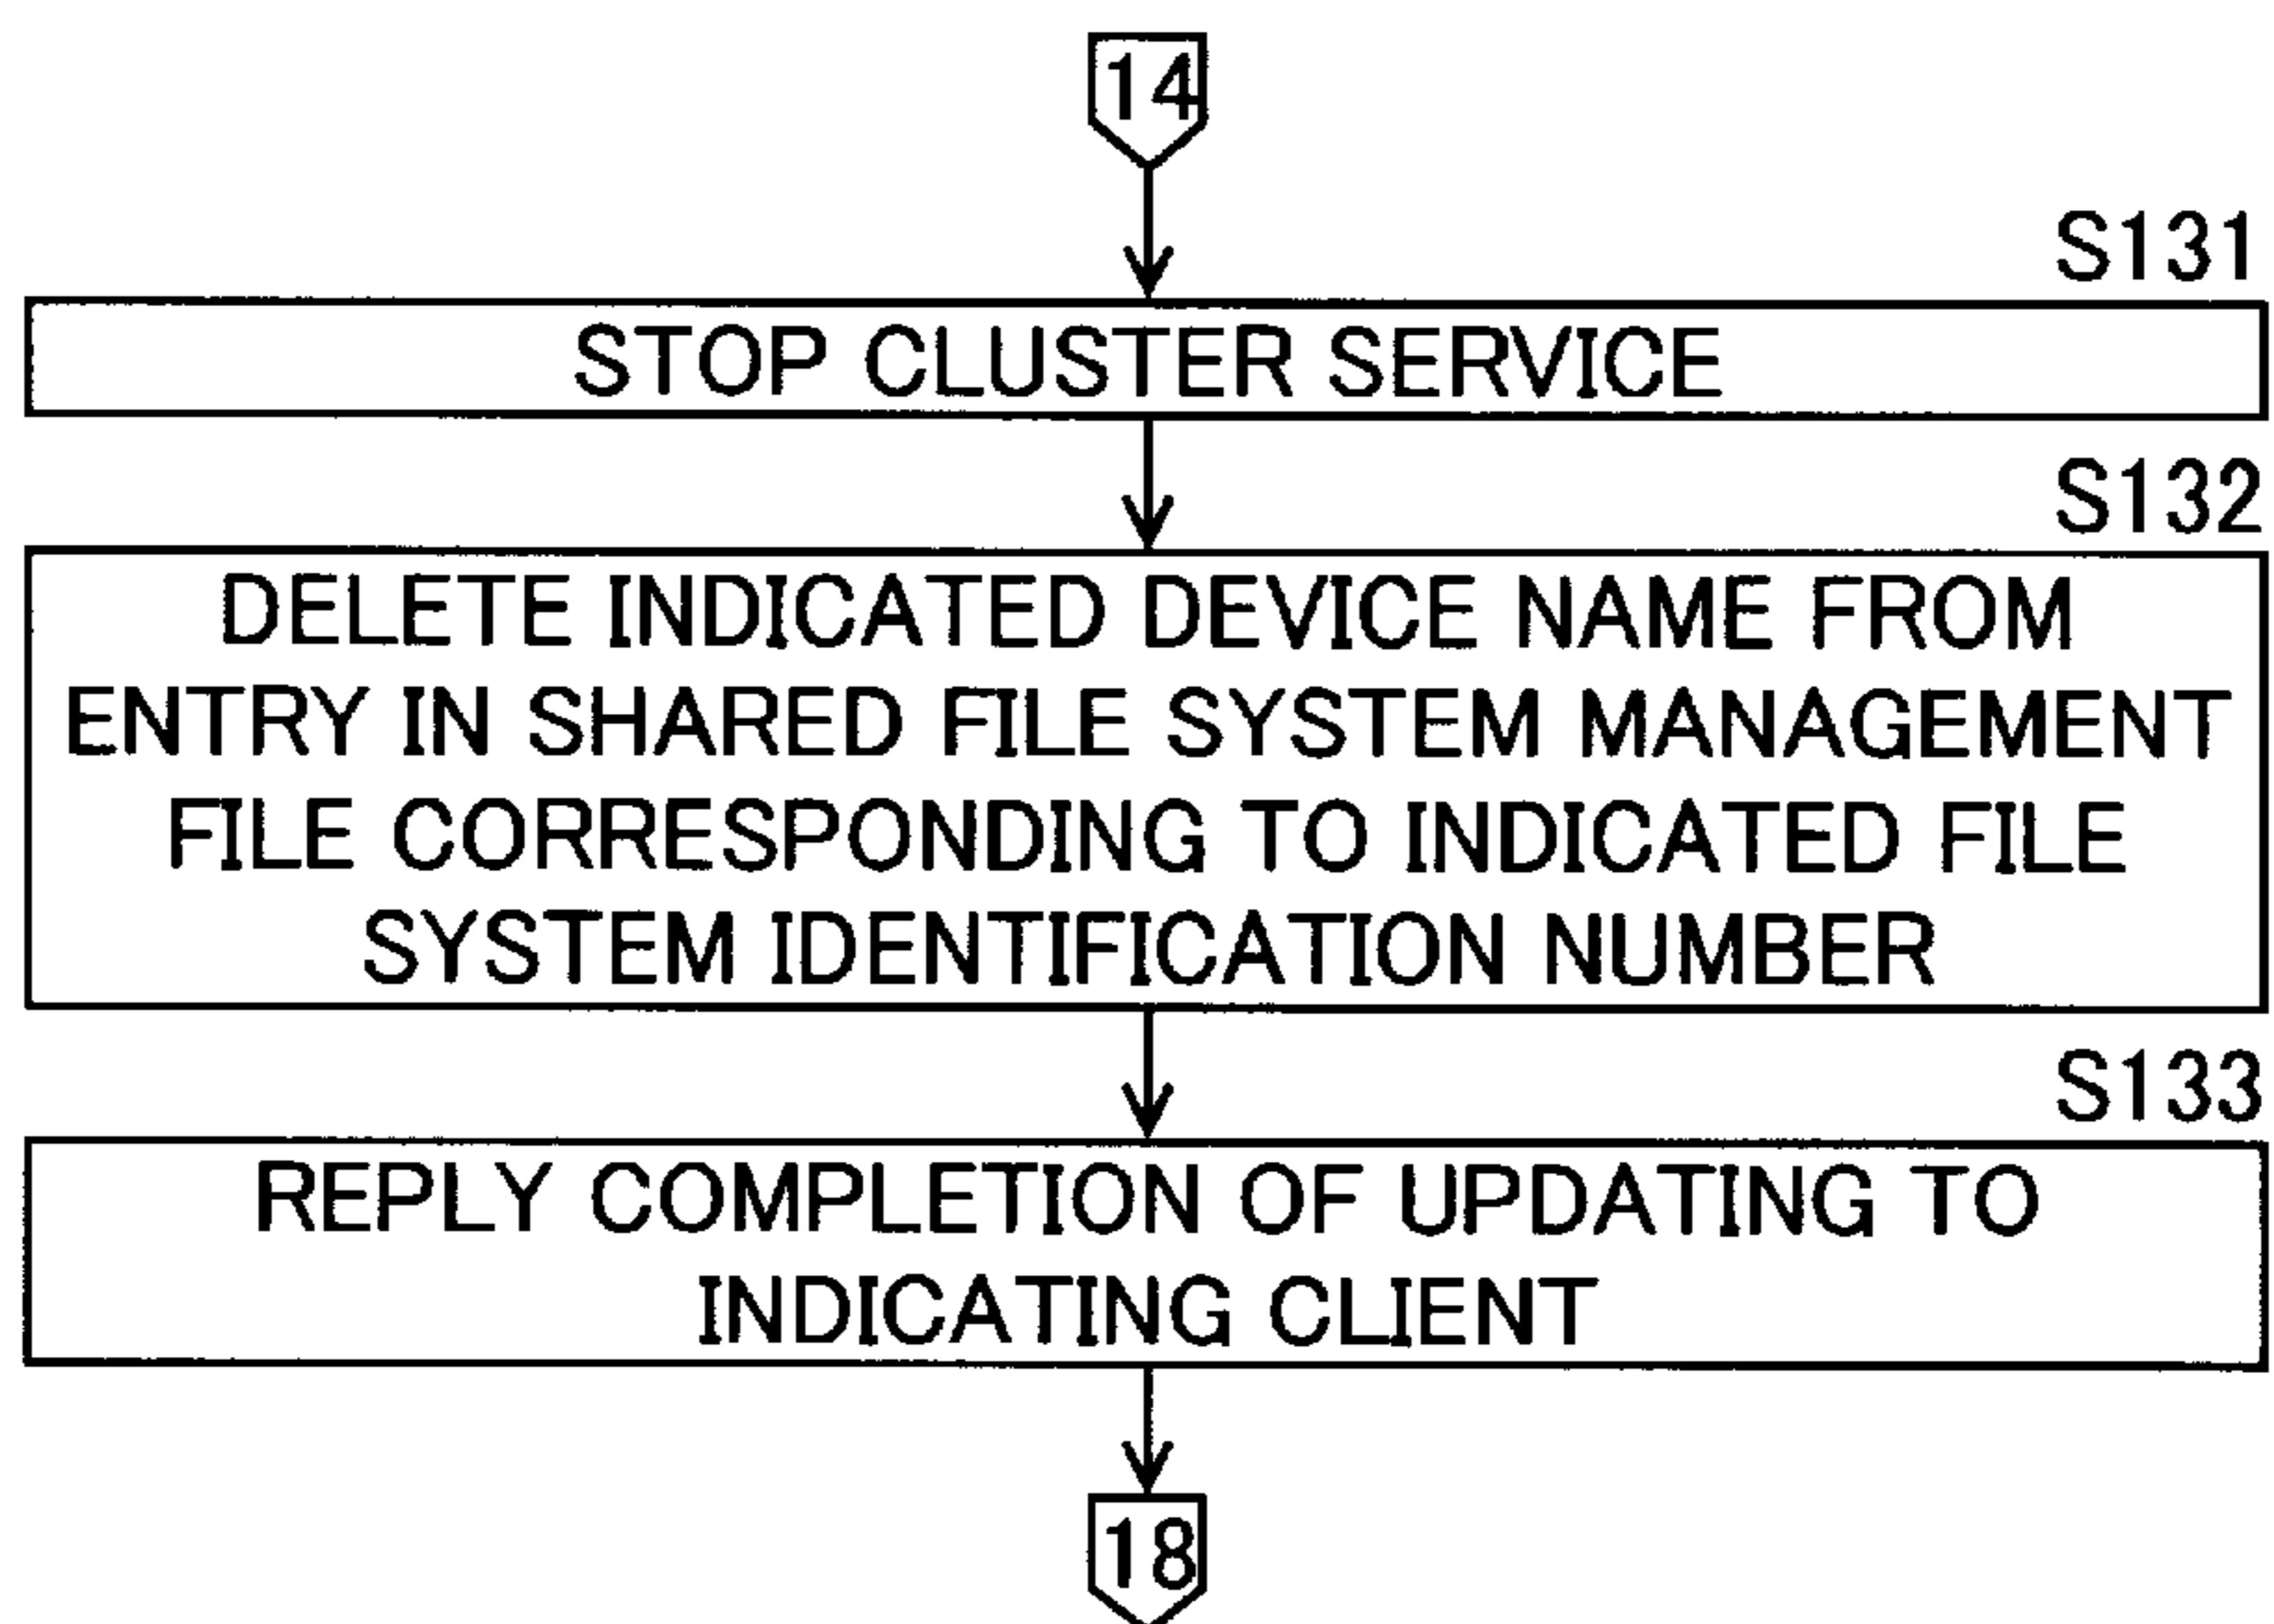 14
S131
STOP CLUSTER SERVICE
S132
DELETE INDICATED DEVICE NAME FROM
ENTRY IN SHARED FILE SYSTEM MANAGEMENT
FILE CORRESPONDING TO INDICATED FILE
SYSTEM IDENTIFICATION NUMBER
S133
REPLY COMPLETION OF UPDATING TO
INDICATING CLIENT
18